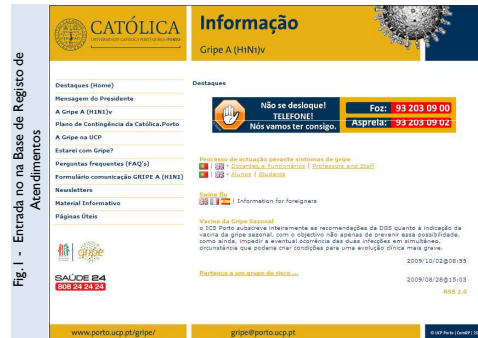 Fig.I - Entrada no na Base de Registo de
Atendimentos
CATÓLICA
UNIVERSIDADE CATÓLICA PORTUGUESA PORTO
Informação
Gripe A (H1N1)v
Destaques (Home)
Mensagem do Presidente
A Gripe A (H1N1)v
Plano de Contingência da Católica.Porto
A Gripe na UCP
Estarei com Gripe?
Perguntas frequentes (FAQ's)
Formulário comunicação GRIPE A (H1N1)
Newsletters
Material Informativo
Páginas Úteis
gripe
SAÚDE 24
808 24 24 24
Destaques
Não se desloque!
TELEFONE!
Nós vamos ter consigo.
Foz: 93 203 09 00
Asprela: 93 203 09 02
Processo de actuação perante sintomas de gripe
| - Docentes e Funcionários | Professors and Staff
| - Alunos | Students
Swine flu
| Information for foreigners
Vacina da Gripe Sazonal
o ICS Porto subscreve inteiramente as recomendações da DGS quanto à indicação da
vacina da gripe sazonal, com o objectivo não apenas de prevenir essa possibilidade,
como ainda, impedir a eventual ocorrência das duas infecções em simultâneo,
circunstância que poderia criar condições para uma evolução clínica mais grave.
2009/10/02@08:55
Pertenço a um grupo de risco ...
2009/08/28@15:03
RSS 2.0
www.porto.ucp.pt/gripe/
gripe@porto.ucp.pt